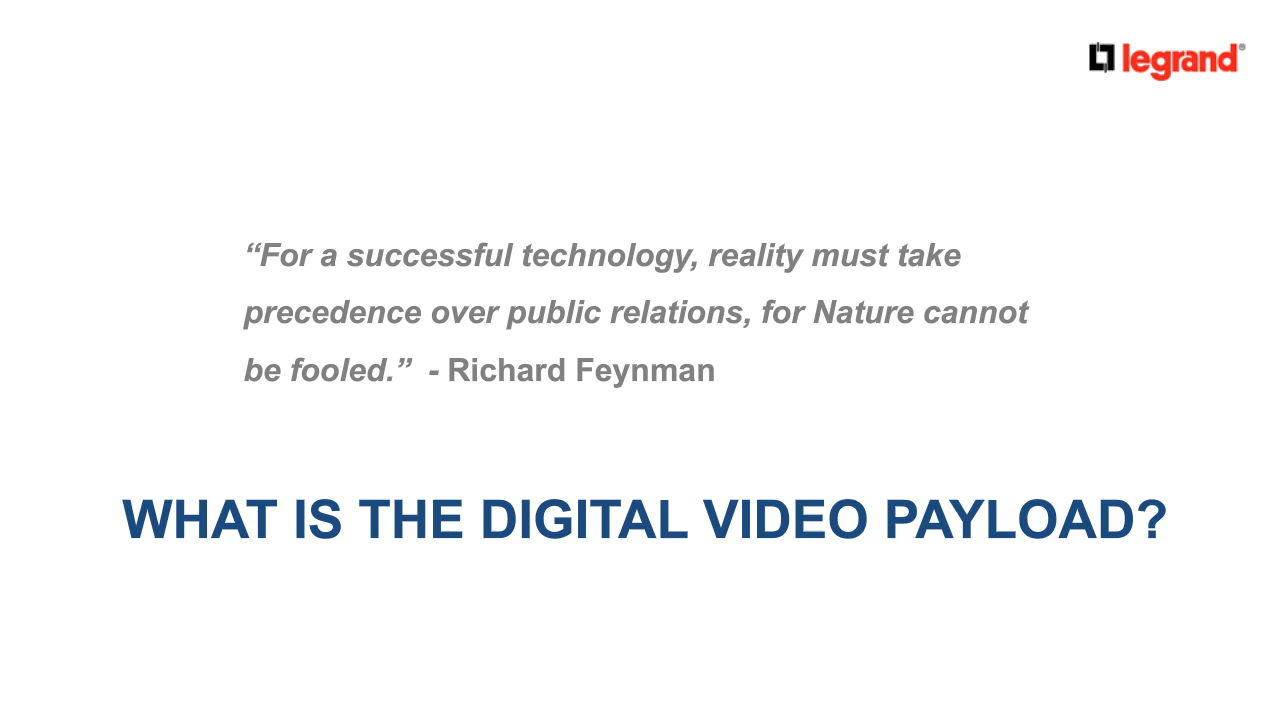 legrand®
“For a successful technology, reality must take
precedence over public relations, for Nature cannot
be fooled.” - Richard Feynman
WHAT IS THE DIGITAL VIDEO PAYLOAD?